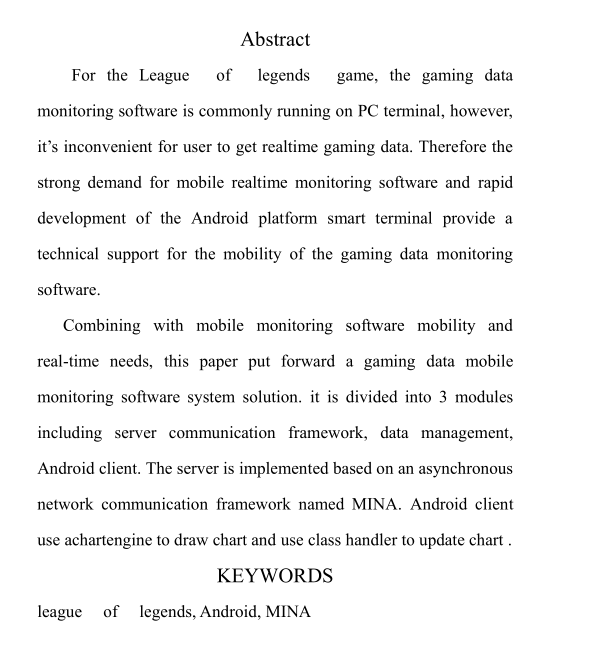 Abstract
For the League of legends game, the gaming data
monitoring software is commonly running on PC terminal, however,
it’s inconvenient for user to get realtime gaming data. Therefore the
strong demand for mobile realtime monitoring software and rapid
development of the Android platform smart terminal provide a
technical support for the mobility of the gaming data monitoring
software.
Combining with mobile monitoring software mobility and
real-time needs, this paper put forward a gaming data mobile
monitoring software system solution. it is divided into 3 modules
including server communication framework, data management,
Android client. The server is implemented based on an asynchronous
network communication framework named MINA. Android client
use achartengine to draw chart and use class handler to update chart .
KEYWORDS
league of legends, Android, MINA